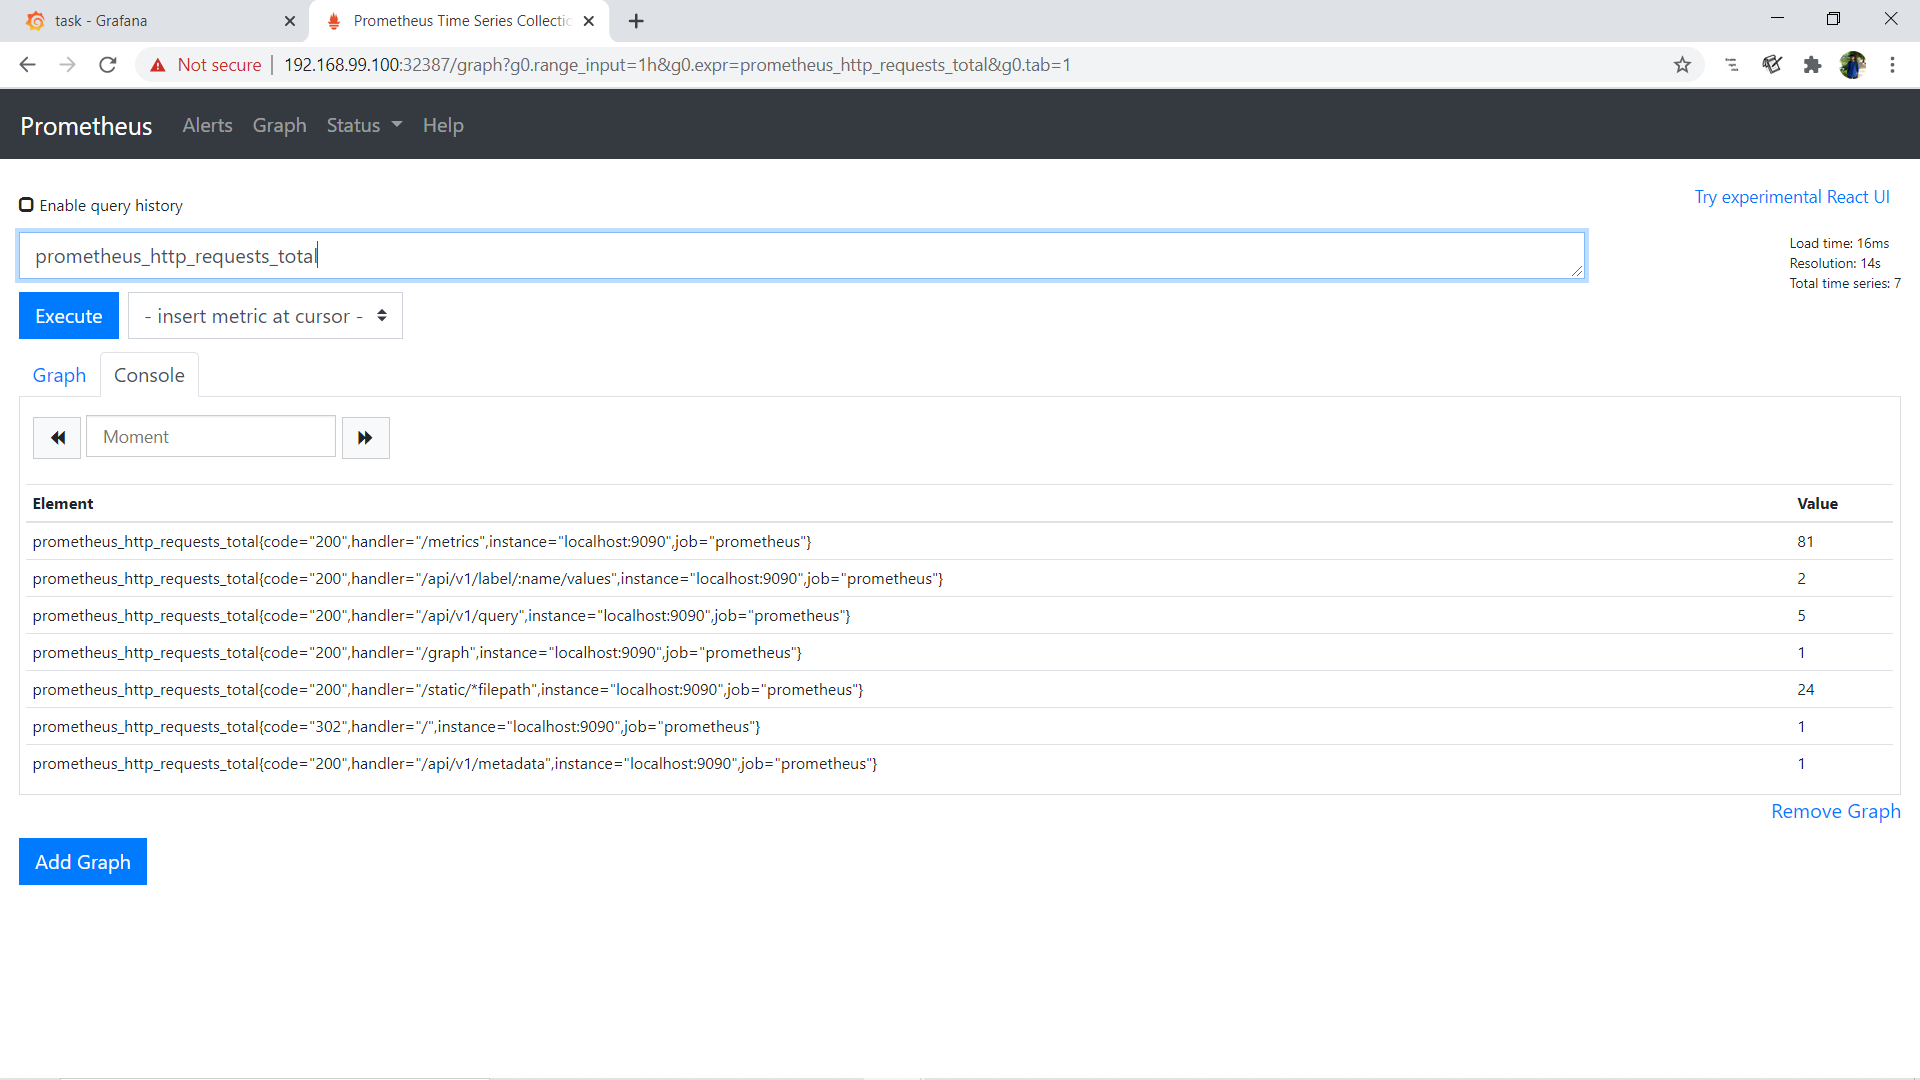 task - Grafana
Prometheus Time Series Collectic
Not secure
192.168.99.100:32387/graph?g0.range_input=1h&g0.expr=prometheus_http_requests_total&g0.tab=1
Prometheus
Alerts
Graph
Status
Help
Enable query history
Try experimental React UI
prometheus_http_requests_total
Load time: 16ms
Resolution: 14s
Total time series: 7
Execute
- insert metric at cursor -
Graph
Console
Moment
Element Value
prometheus_http_requests_total{code="200",handler="/metrics",instance="localhost:9090",job="prometheus"} 81
prometheus_http_requests_total{code="200",handler="/api/v1/label/:name/values",instance="localhost:9090",job="prometheus"} 2
prometheus_http_requests_total{code="200",handler="/api/v1/query",instance="localhost:9090",job="prometheus"} 5
prometheus_http_requests_total{code="200",handler="/graph",instance="localhost:9090",job="prometheus"} 1
prometheus_http_requests_total{code="200",handler="/static/*filepath",instance="localhost:9090",job="prometheus"} 24
prometheus_http_requests_total{code="302",handler="/",instance="localhost:9090",job="prometheus"} 1
prometheus_http_requests_total{code="200",handler="/api/v1/metadata",instance="localhost:9090",job="prometheus"} 1
Remove Graph
Add Graph